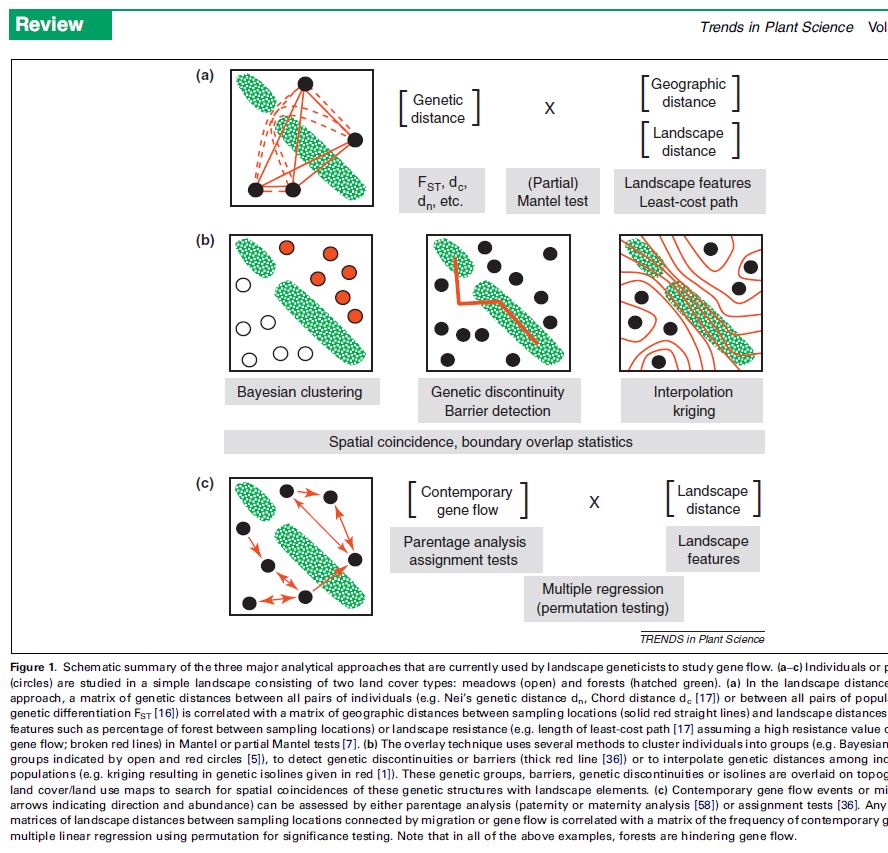 Review
Trends in Plant Science Vol
(a)
[ Genetic distance ] X [ Geographic distance ]
[ Landscape distance ]
FST, dc, dn, etc.
(Partial) Mantel test
Landscape features Least-cost path
(b)
Bayesian clustering
Genetic discontinuity Barrier detection
Interpolation kriging
Spatial coincidence, boundary overlap statistics
(c)
[ Contemporary gene flow ] X [ Landscape distance ]
Parentage analysis assignment tests
Landscape features
Multiple regression
(permutation testing)
TRENDS in Plant Science
Figure 1. Schematic summary of the three major analytical approaches that are currently used by landscape geneticists to study gene flow. (a–c) Individuals or p
(circles) are studied in a simple landscape consisting of two land cover types: meadows (open) and forests (hatched green). (a) In the landscape distance
approach, a matrix of genetic distances between all pairs of individuals (e.g. Nei's genetic distance dn, Chord distance dc [17]) or between all pairs of popul
genetic differentiation FST [16]) is correlated with a matrix of geographic distances between sampling locations (solid red straight lines) and landscape distances
features such as percentage of forest between sampling locations) or landscape resistance (e.g. length of least-cost path [17] assuming a high resistance value o
gene flow; broken red lines) in Mantel or partial Mantel tests [7]. (b) The overlay technique uses several methods to cluster individuals into groups (e.g. Bayesian
groups indicated by open and red circles [5]), to detect genetic discontinuities or barriers (thick red line [36]) or to interpolate genetic distances among ind
populations (e.g. kriging resulting in genetic isolines given in red [1]). These genetic groups, barriers, genetic discontinuities or isolines are overlaid on topog
land cover/land use maps to search for spatial coincidences of these genetic structures with landscape elements. (c) Contemporary gene flow events or mi
arrows indicating direction and abundance) can be assessed by either parentage analysis (paternity or maternity analysis [58]) or assignment tests [36]. Any
matrices of landscape distances between sampling locations connected by migration or gene flow is correlated with a matrix of the frequency of contemporary g
multiple linear regression using permutation for significance testing. Note that in all of the above examples, forests are hindering gene flow.